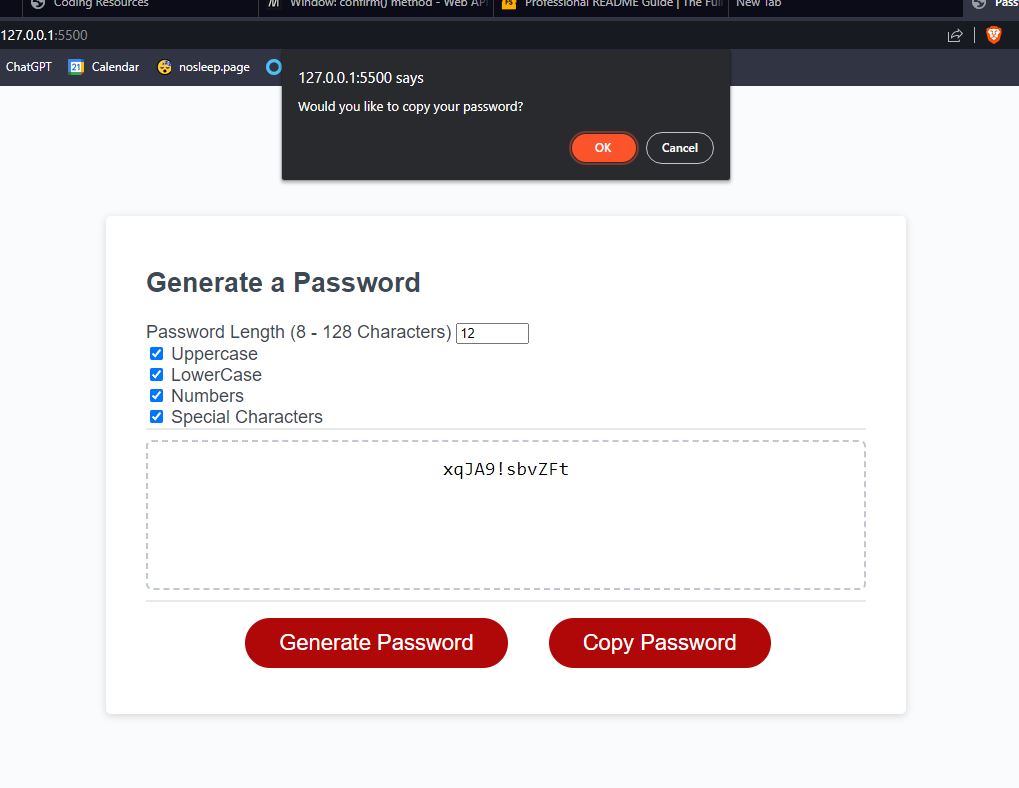 Coding Resources
Window: confirm() method - Web API
Professional README Guide | The Full
New Tab
Pass
127.0.0.1:5500
ChatGPT
21 Calendar
nosleep.page
127.0.0.1:5500 says
Would you like to copy your password?
OK Cancel
Generate a Password
Password Length (8 - 128 Characters) 12
Uppercase
LowerCase
Numbers
Special Characters
xqJA9!sbvZFt
Generate Password Copy Password